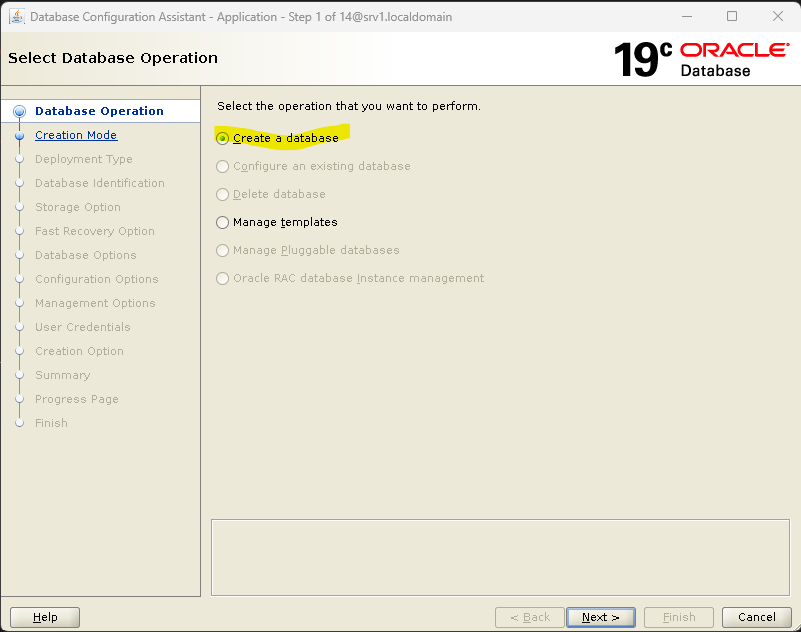 Database Configuration Assistant - Application - Step 1 of 14@srv1.localdomain
Select Database Operation
19c ORACLE
Database
Database Operation
Creation Mode
Deployment Type
Database Identification
Storage Option
Fast Recovery Option
Database Options
Configuration Options
Management Options
User Credentials
Creation Option
Summary
Progress Page
Finish
Select the operation that you want to perform.
Create a database
Configure an existing database
Delete database
Manage templates
Manage Pluggable databases
Oracle RAC database Instance management
Help
< Back
Next >
Finish
Cancel